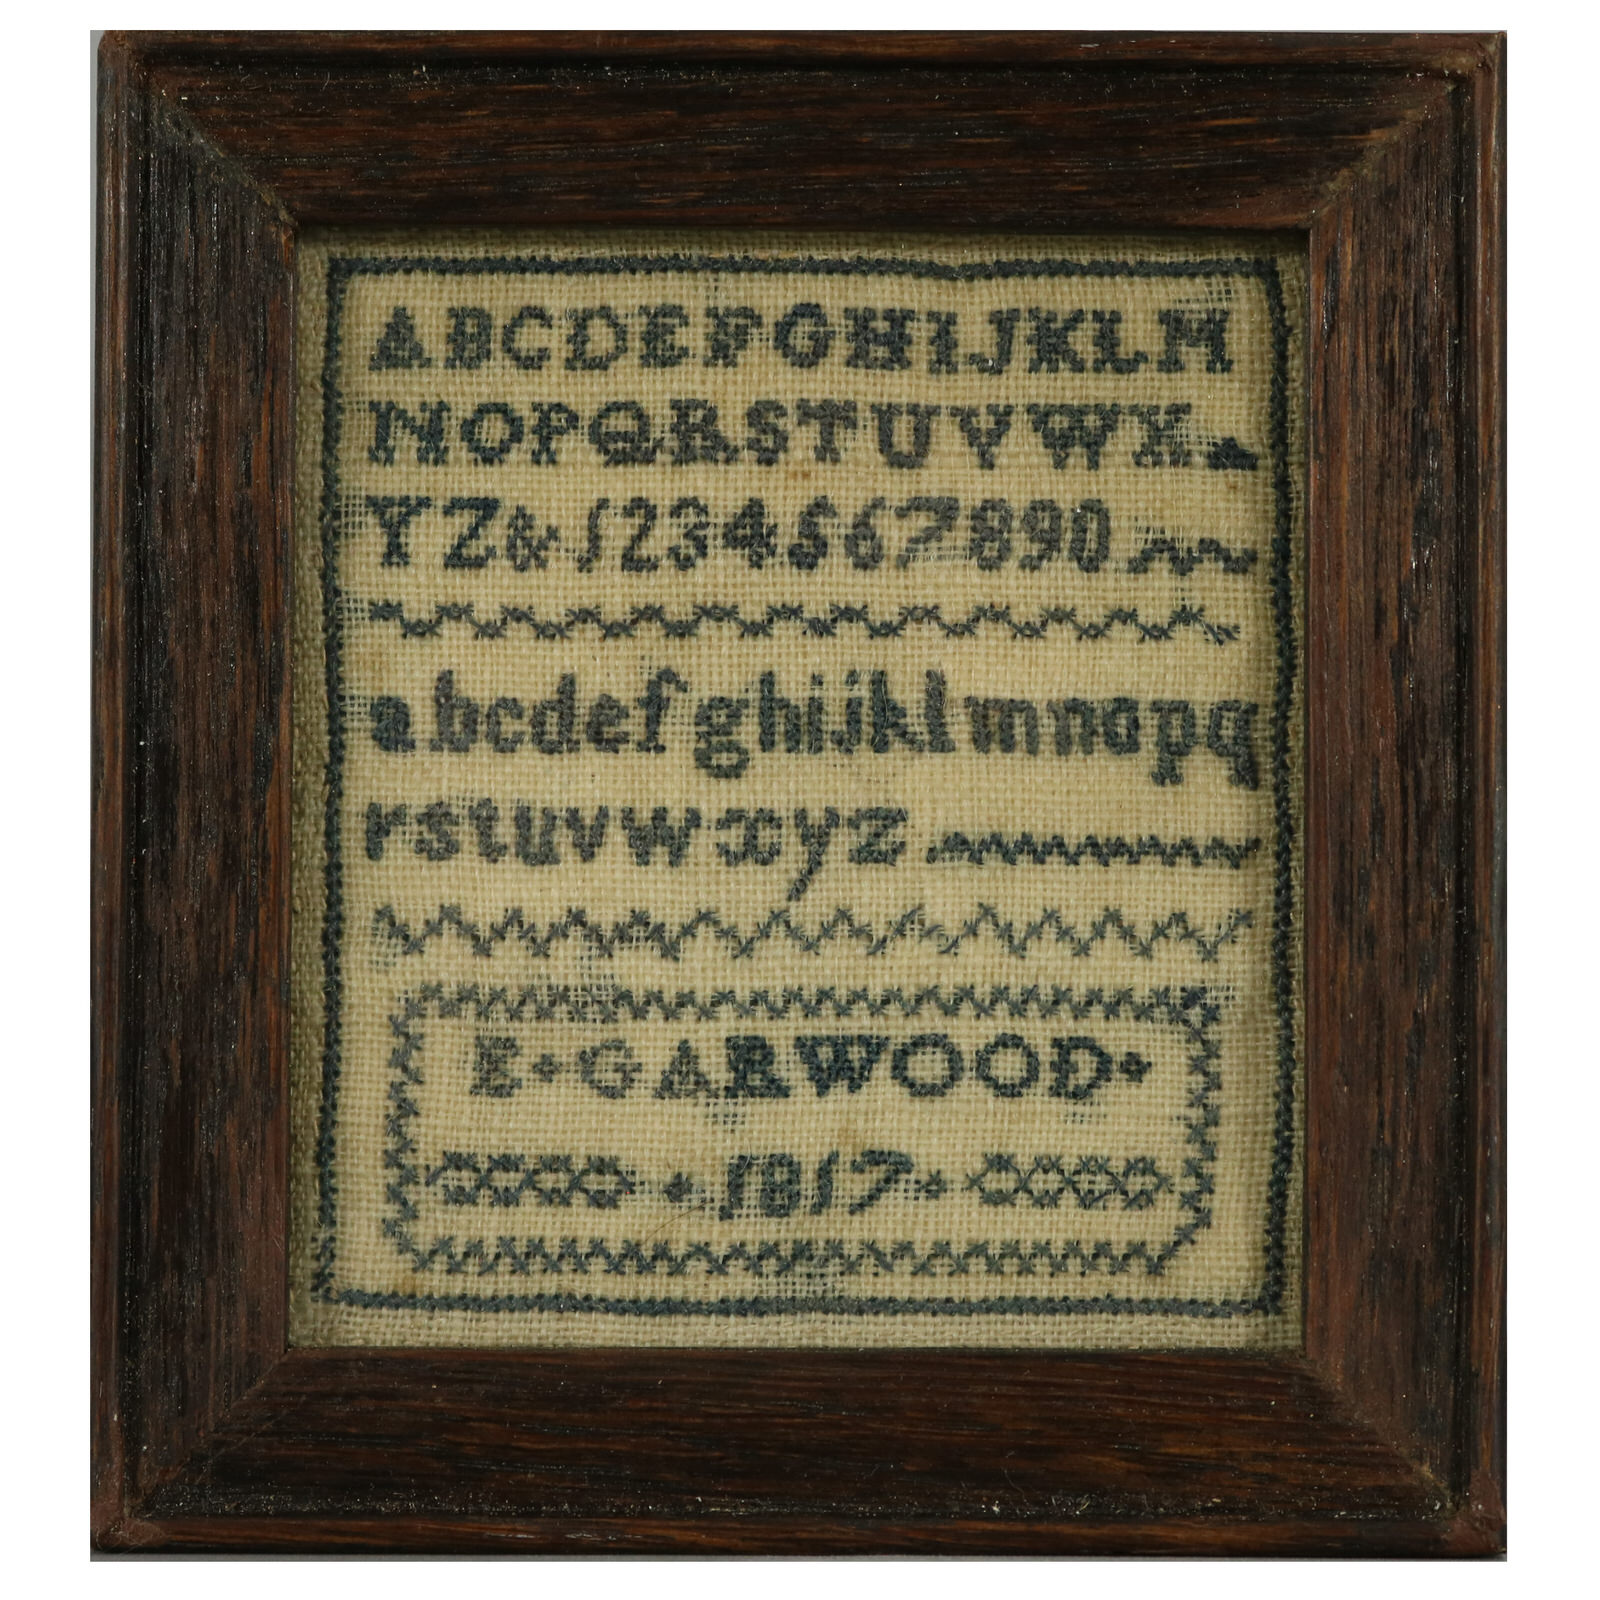 ABCDEFGHIJKLM
NOPQRSTUVWX
YZ&1234567890
abcdefghijklmnopq
rstuvwxyz
E·GARWOOD·
·1817·